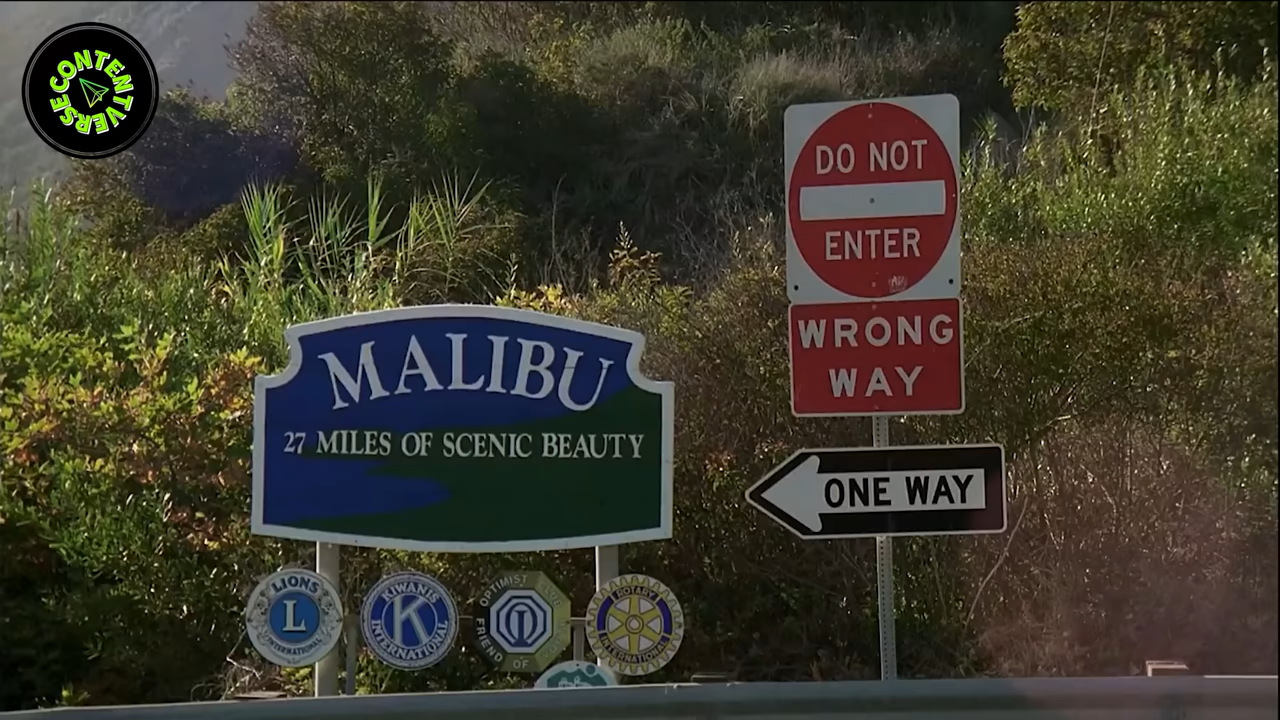 CONTENTVERSE
DO NOT
ENTER
WRONG
WAY
MALIBU
27 MILES OF SCENIC BEAUTY
ONE WAY
LIONS
L
INTERNATIONAL
KIWANIS
K
INTERNATIONAL
OPTIMIST
FRIEND OF
ROTARY
INTERNATIONAL